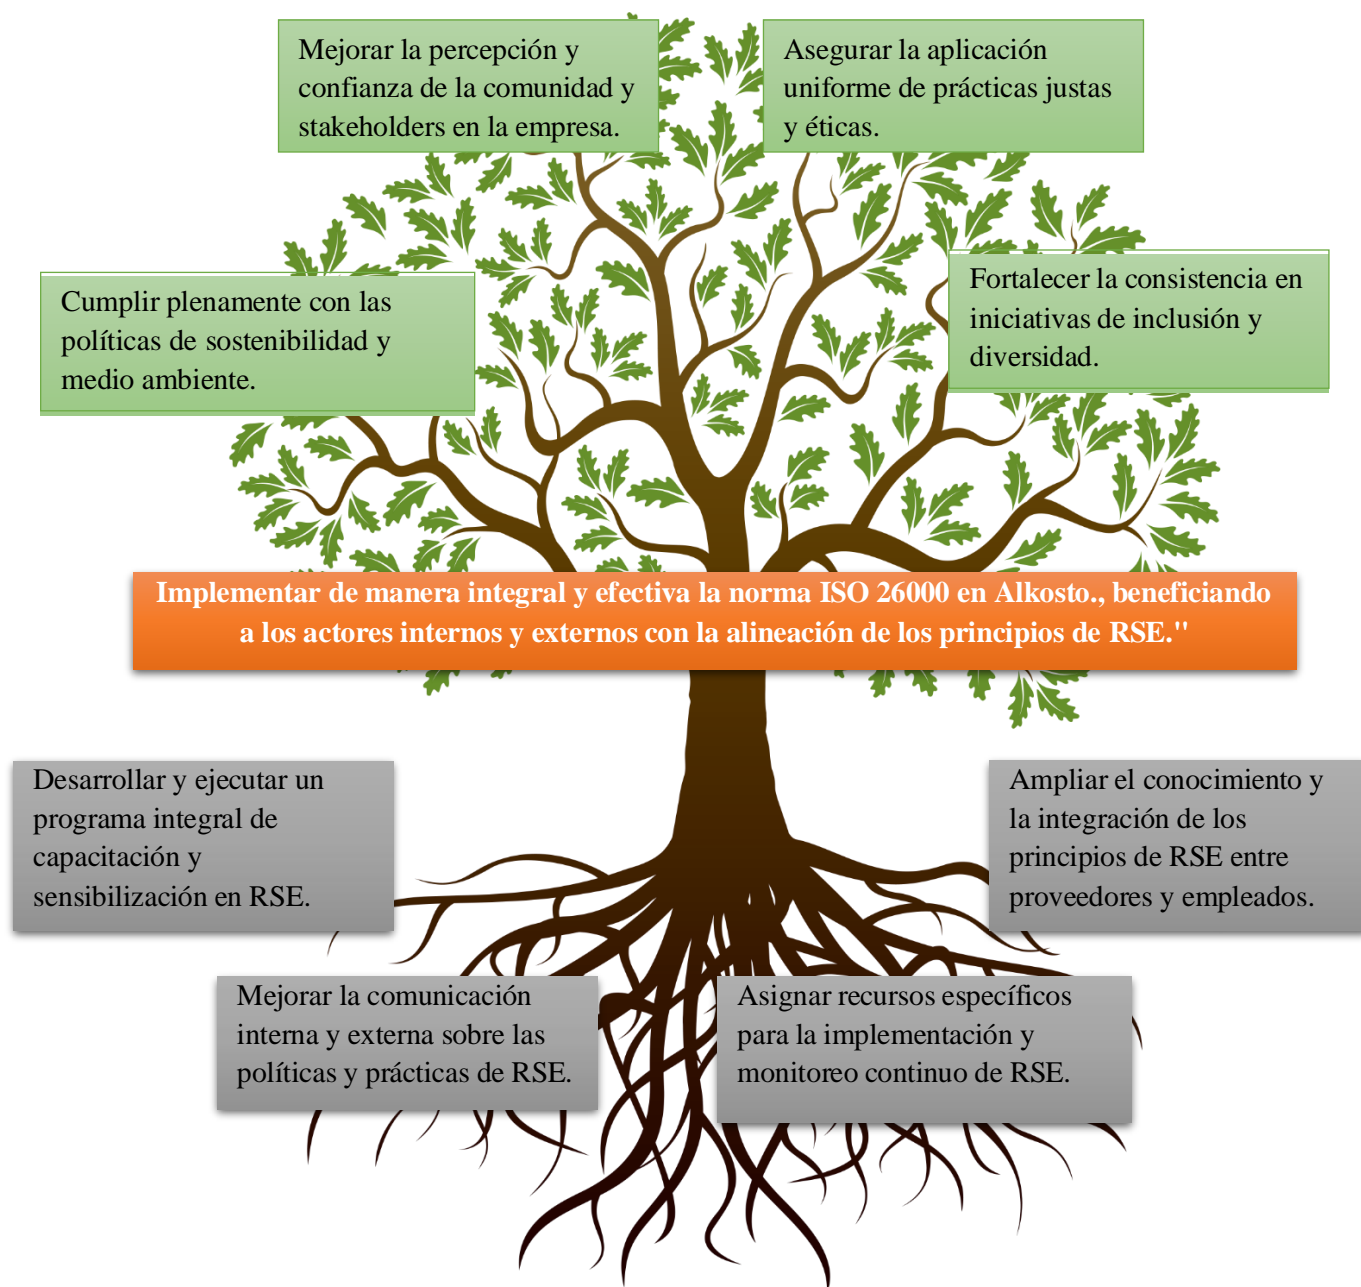 Mejorar la percepción y
confianza de la comunidad y
stakeholders en la empresa.
Asegurar la aplicación
uniforme de prácticas justas
y éticas.
Cumplir plenamente con las
políticas de sostenibilidad y
medio ambiente.
Fortalecer la consistencia en
iniciativas de inclusión y
diversidad.
Implementar de manera integral y efectiva la norma ISO 26000 en Alkosto., beneficiando
a los actores internos y externos con la alineación de los principios de RSE."
Desarrollar y ejecutar un
programa integral de
capacitación y
sensibilización en RSE.
Ampliar el conocimiento y
la integración de los
principios de RSE entre
proveedores y empleados.
Mejorar la comunicación
interna y externa sobre las
políticas y prácticas de RSE.
Asignar recursos específicos
para la implementación y
monitoreo continuo de RSE.